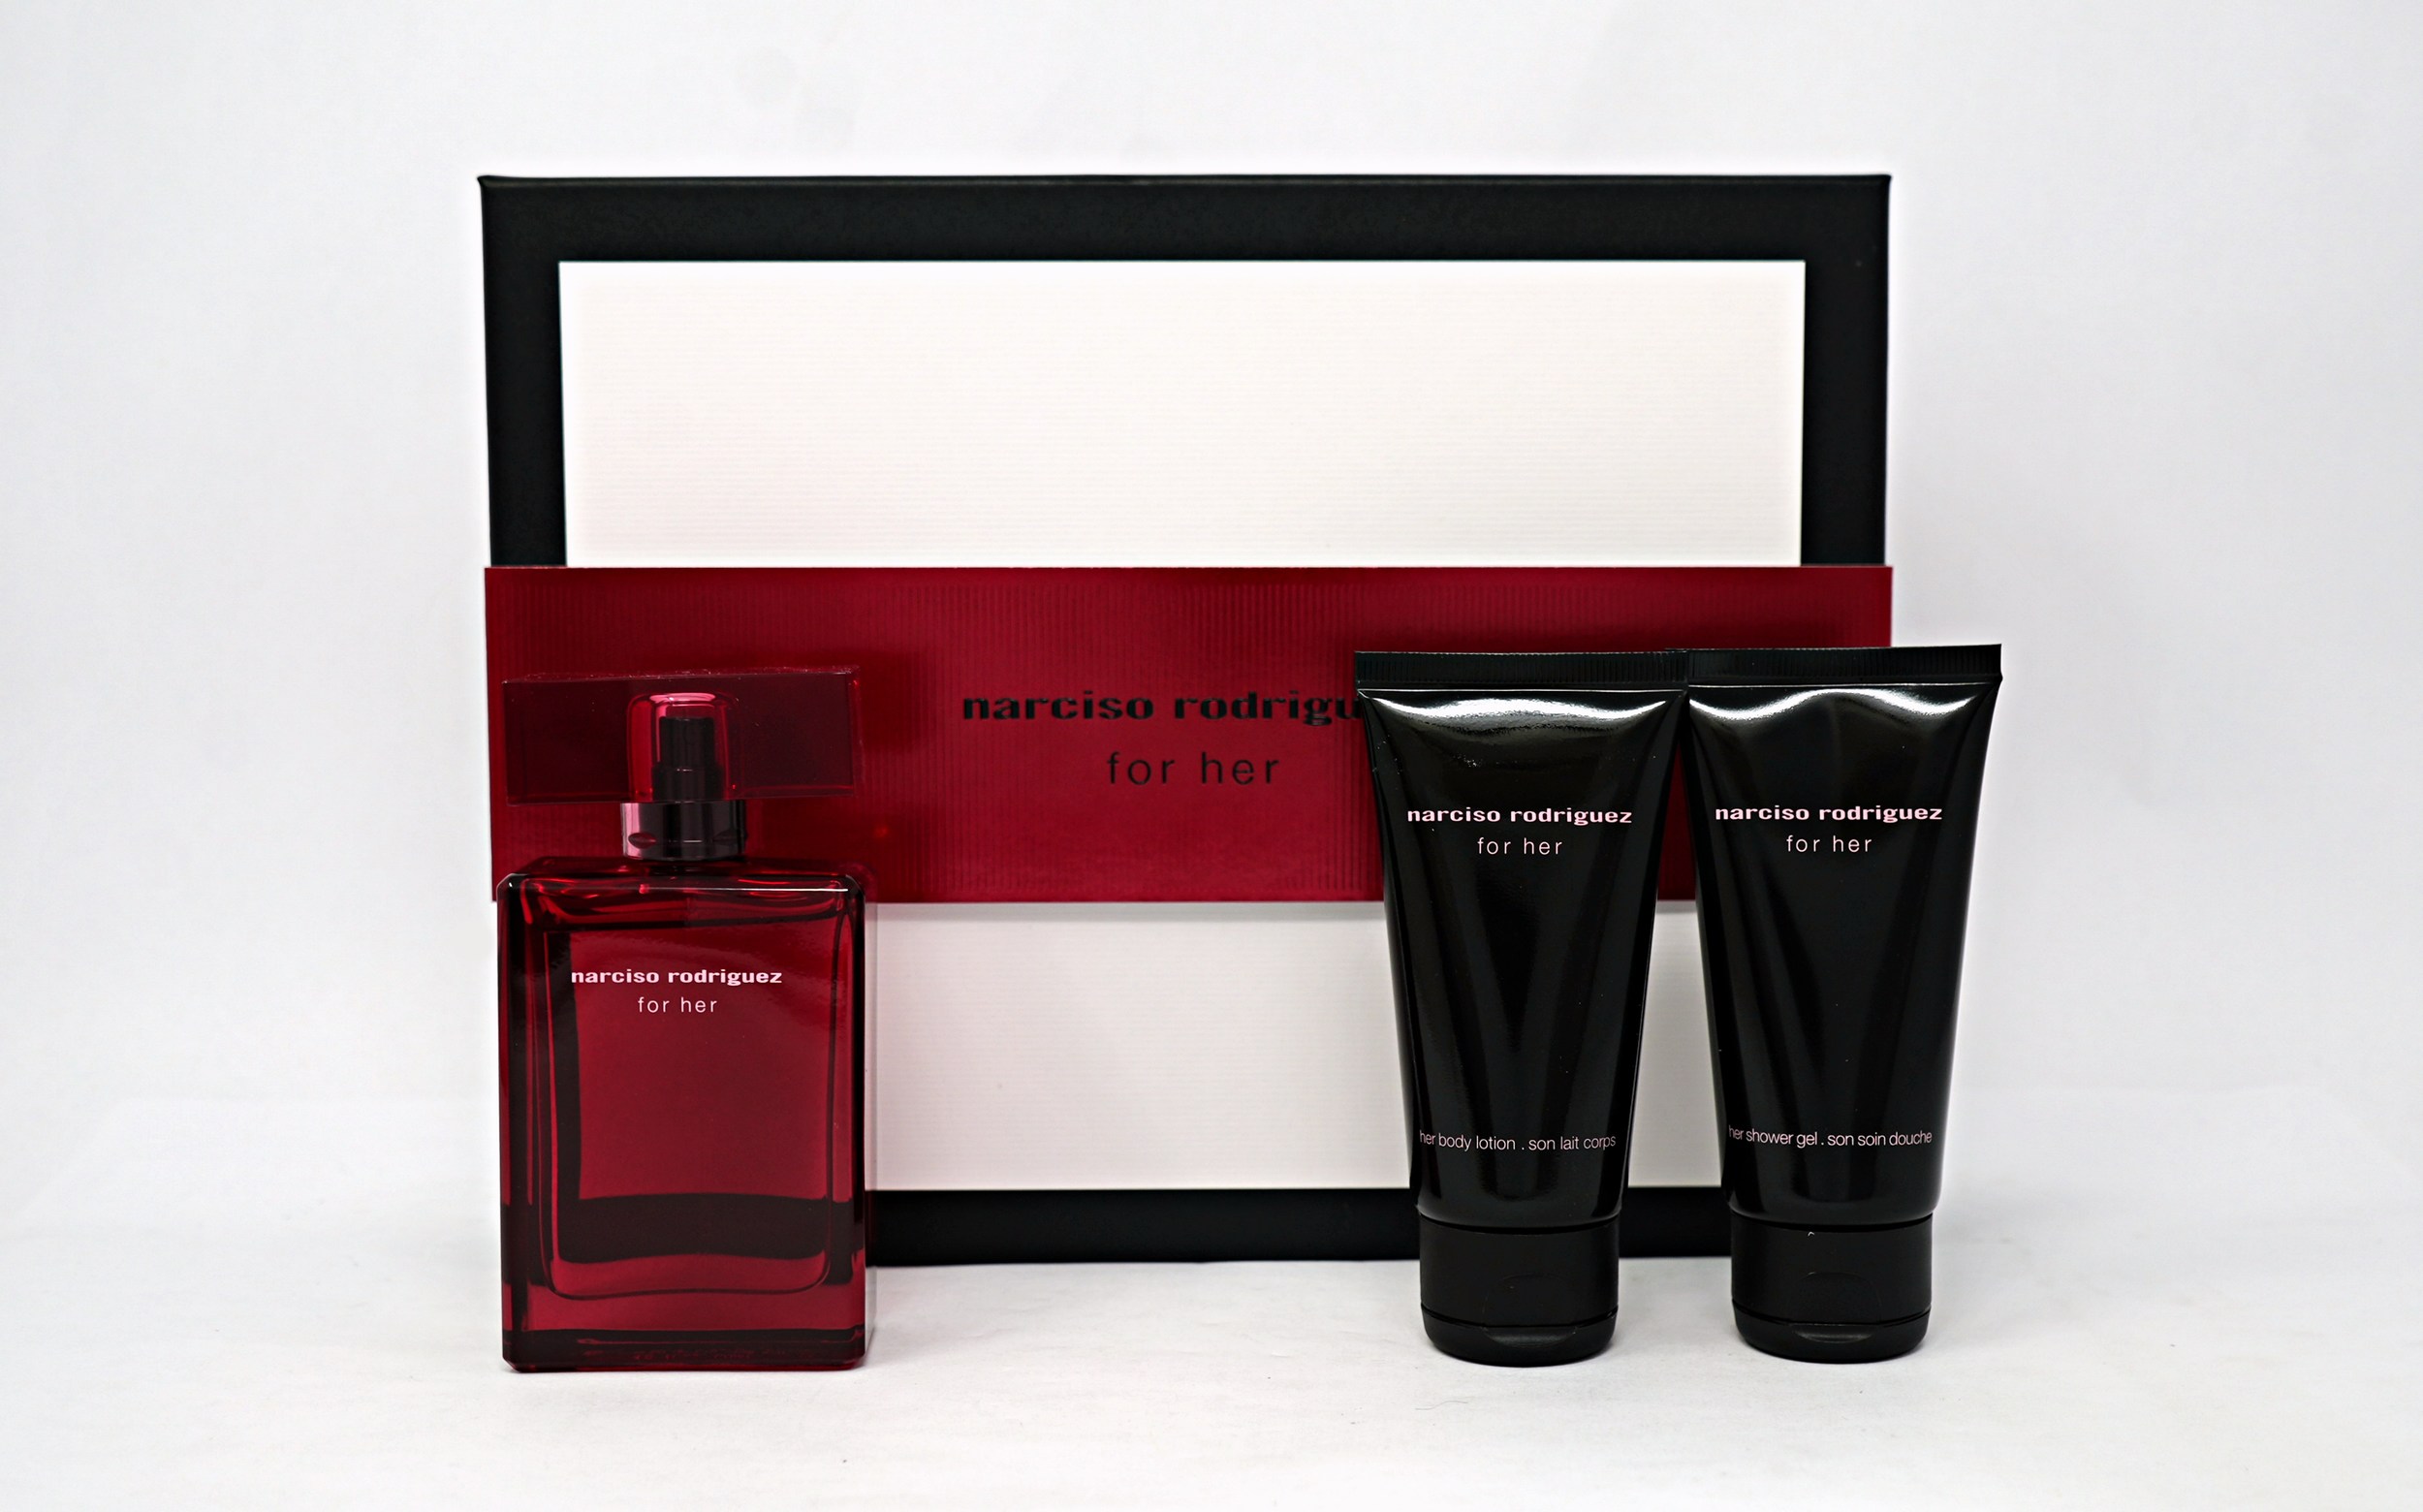 narciso rodrigu
for her
narciso rodriguez
for her
narciso rodriguez
for her
her body lotion . son lait corps
narciso rodriguez
for her
her shower gel . son soin douche